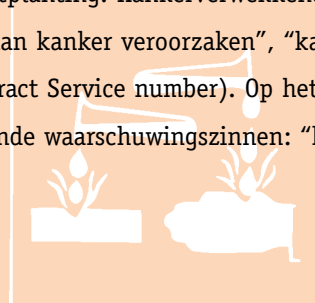 an kanker veroorzaken”, “ka
ract Service number). Op het
nde waarschuwingszinnen: “